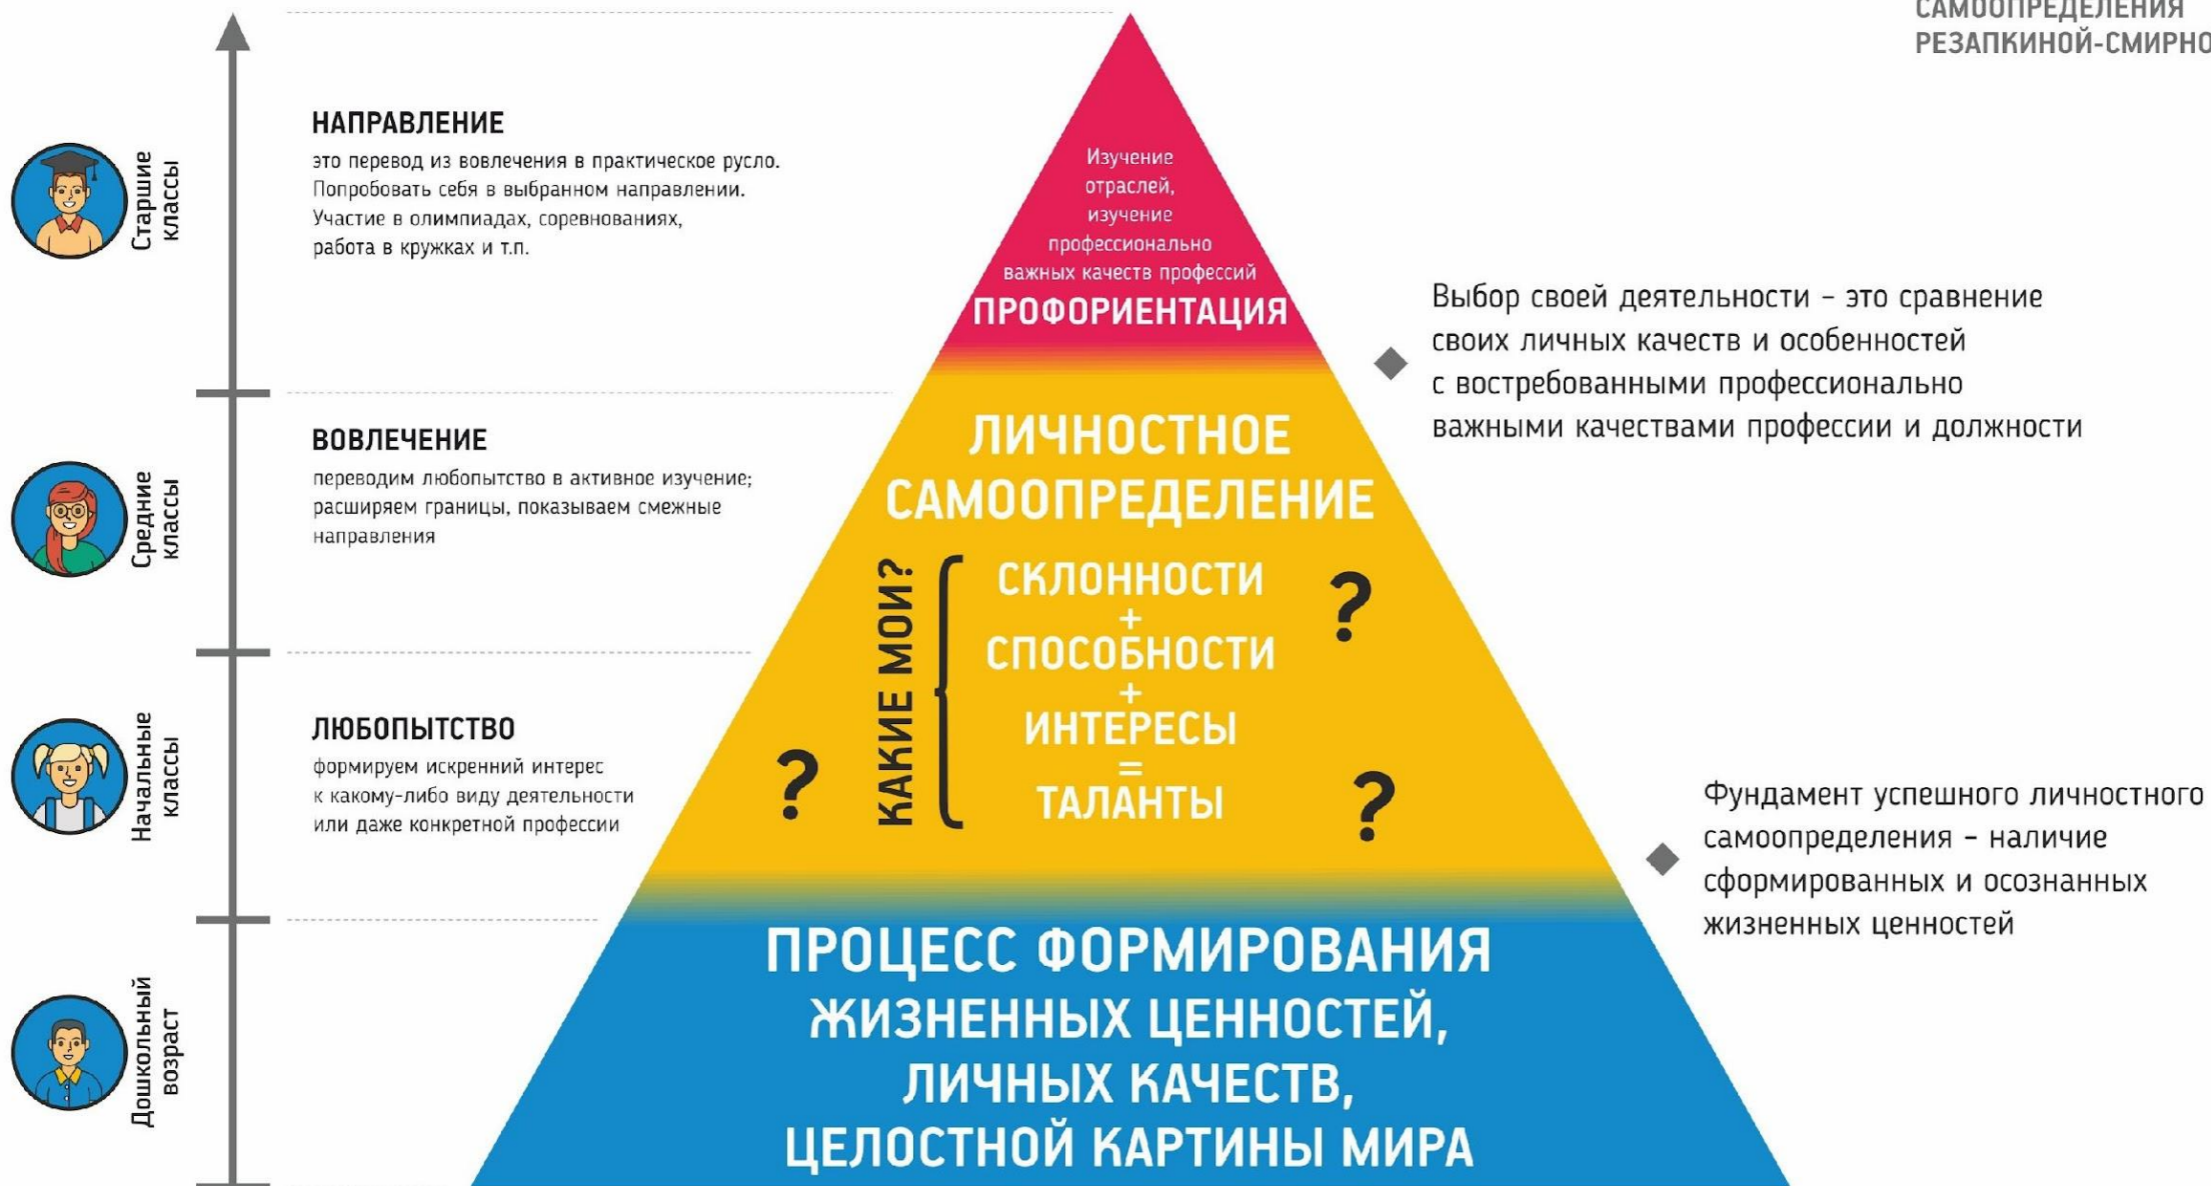 САМООПРЕДЕЛЕНИЯ
Старшие
классы
НАПРАВЛЕНИЕ
это перевод из вовлечения в практическое русло.
Попробовать себя в выбранном направлении.
Участие в олимпиадах, соревнованиях,
работа в кружках и т.п.
Изучение
отраслей,
изучение
профессионально
важных качеств профессий
ПРОФОРИЕНТАЦИЯ
Выбор своей деятельности – это сравнение
своих личных качеств и особенностей
с востребованными профессионально
важными качествами профессии и должности
Средние
классы
ВОВЛЕЧЕНИЕ
переводим любопытство в активное изучение;
расширяем границы, показываем смежные
направления
ЛИЧНОСТНОЕ
САМООПРЕДЕЛЕНИЕ
КАКИЕ МОИ?
СКЛОННОСТИ
+
СПОСОБНОСТИ
+
ИНТЕРЕСЫ
=
ТАЛАНТЫ
?
?
?
Начальные
классы
ЛЮБОПЫТСТВО
формируем искренний интерес
к какому-либо виду деятельности
или даже конкретной профессии
Фундамент успешного личностного
самоопределения – наличие
сформированных и осознанных
жизненных ценностей
Дошкольный
возраст
ПРОЦЕСС ФОРМИРОВАНИЯ
ЖИЗНЕННЫХ ЦЕННОСТЕЙ,
ЛИЧНЫХ КАЧЕСТВ,
ЦЕЛОСТНОЙ КАРТИНЫ МИРА